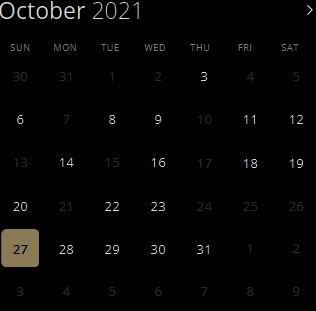 October 2021
SUN MON TUE WED THU FRI SAT
30 31 1 2 3 4 5
6 7 8 9 10 11 12
13 14 15 16 17 18 19
20 21 22 23 24 25 26
27 28 29 30 31 1 2
3 4 5 6 7 8 9